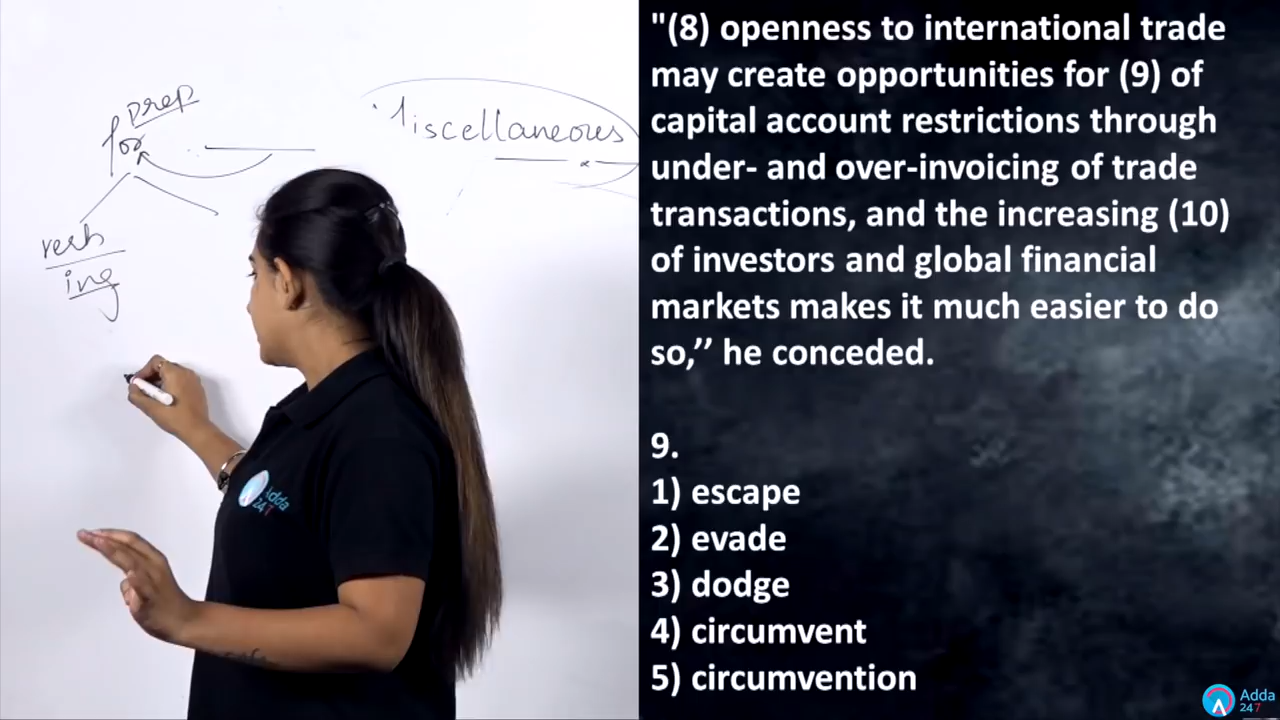 prep
for
verb
ing
Miscellaneous
"(8) openness to international trade
may create opportunities for (9) of
capital account restrictions through
under- and over-invoicing of trade
transactions, and the increasing (10)
of investors and global financial
markets makes it much easier to do
so,’’ he conceded.
9.
1) escape
2) evade
3) dodge
4) circumvent
5) circumvention
Adda
247
Adda
247